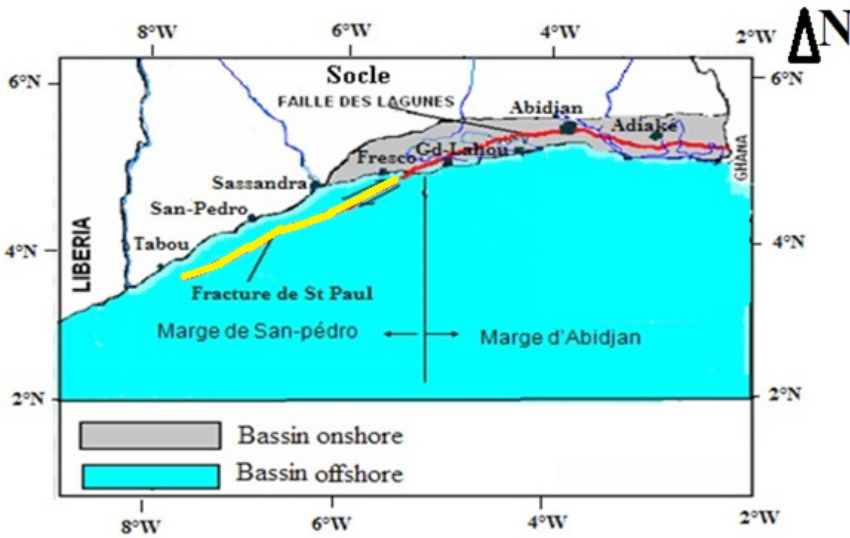 N
8°W
6°W
4°W
2°W
6°N
6°N
Socle
FAILLE DES LAGUNES
Abidjan
Adiaké
Gd-Lahou
Fresco
GHANA
Sassandra
San-Pedro
Tabou
4°N
4°N
LIBERIA
Fracture de St Paul
Marge de San-pédro
Marge d'Abidjan
2°N
2°N
Bassin onshore
Bassin offshore
8°W
6°W
4°W
2°W